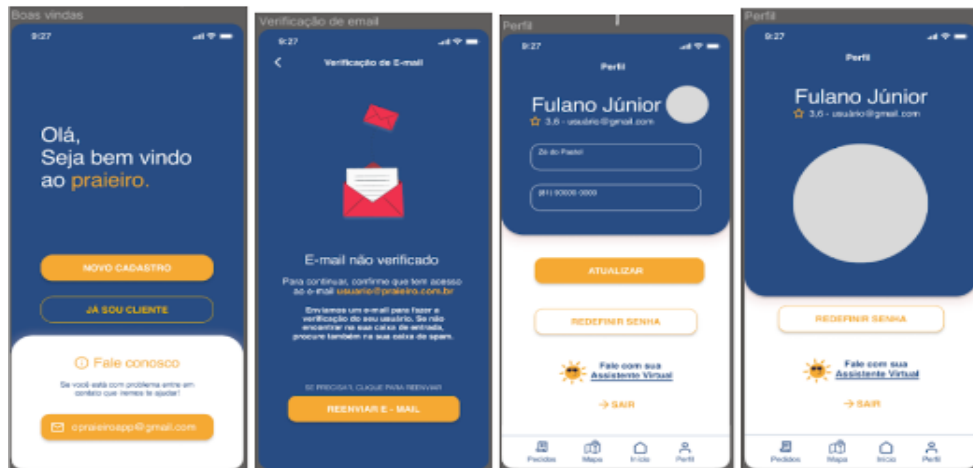 Boas vindas
9:27
Olá,
Seja bem vindo
ao praieiro.
NOVO CADASTRO
JÁ SOU CLIENTE
Fale conosco
Se você está com problema entre em
contato que iremos te ajudar!
opraieiroapp@gmail.com
Verificação de email
9:27
Verificação de E-mail
E-mail não verificado
Para continuar, confirme que tem acesso
ao e-mail usuario@praieiro.com.br
Enviamos um e-mail para fazer a
verificação do seu usuário. Se não
encontrar na sua caixa de entrada,
procure também na sua caixa de spam.
SE PRECISAR, CLIQUE PARA REENVIAR
REENVIAR E - MAIL
Perfil
9:27
Perfil
Fulano Júnior
3,6 - usuário@gmail.com
Zé do Pastel
(81) 90000 0000
ATUALIZAR
REDEFINIR SENHA
Fale com sua
Assistente Virtual
SAIR
Pedidos
Mapa
Início
Perfil
Perfil
9:27
Perfil
Fulano Júnior
3,6 - usuário@gmail.com
REDEFINIR SENHA
Fale com sua
Assistente Virtual
SAIR
Pedidos
Mapa
Início
Perfil